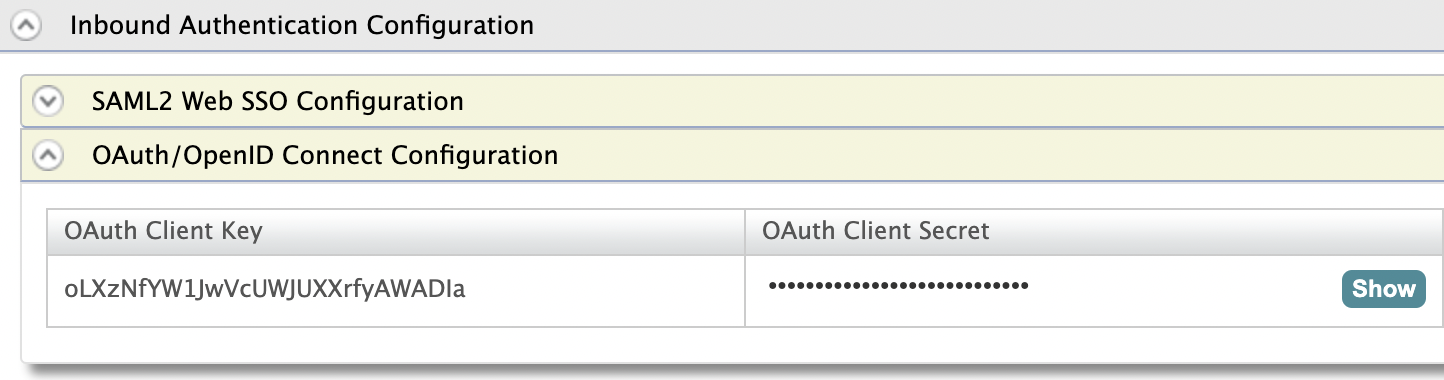 Inbound Authentication Configuration
SAML2 Web SSO Configuration
OAuth/OpenID Connect Configuration
OAuth Client Key OAuth Client Secret
oLXzNfYW1JwVcUWJUXXrfyAWADIa •••••••••••••••••••••••••••• Show